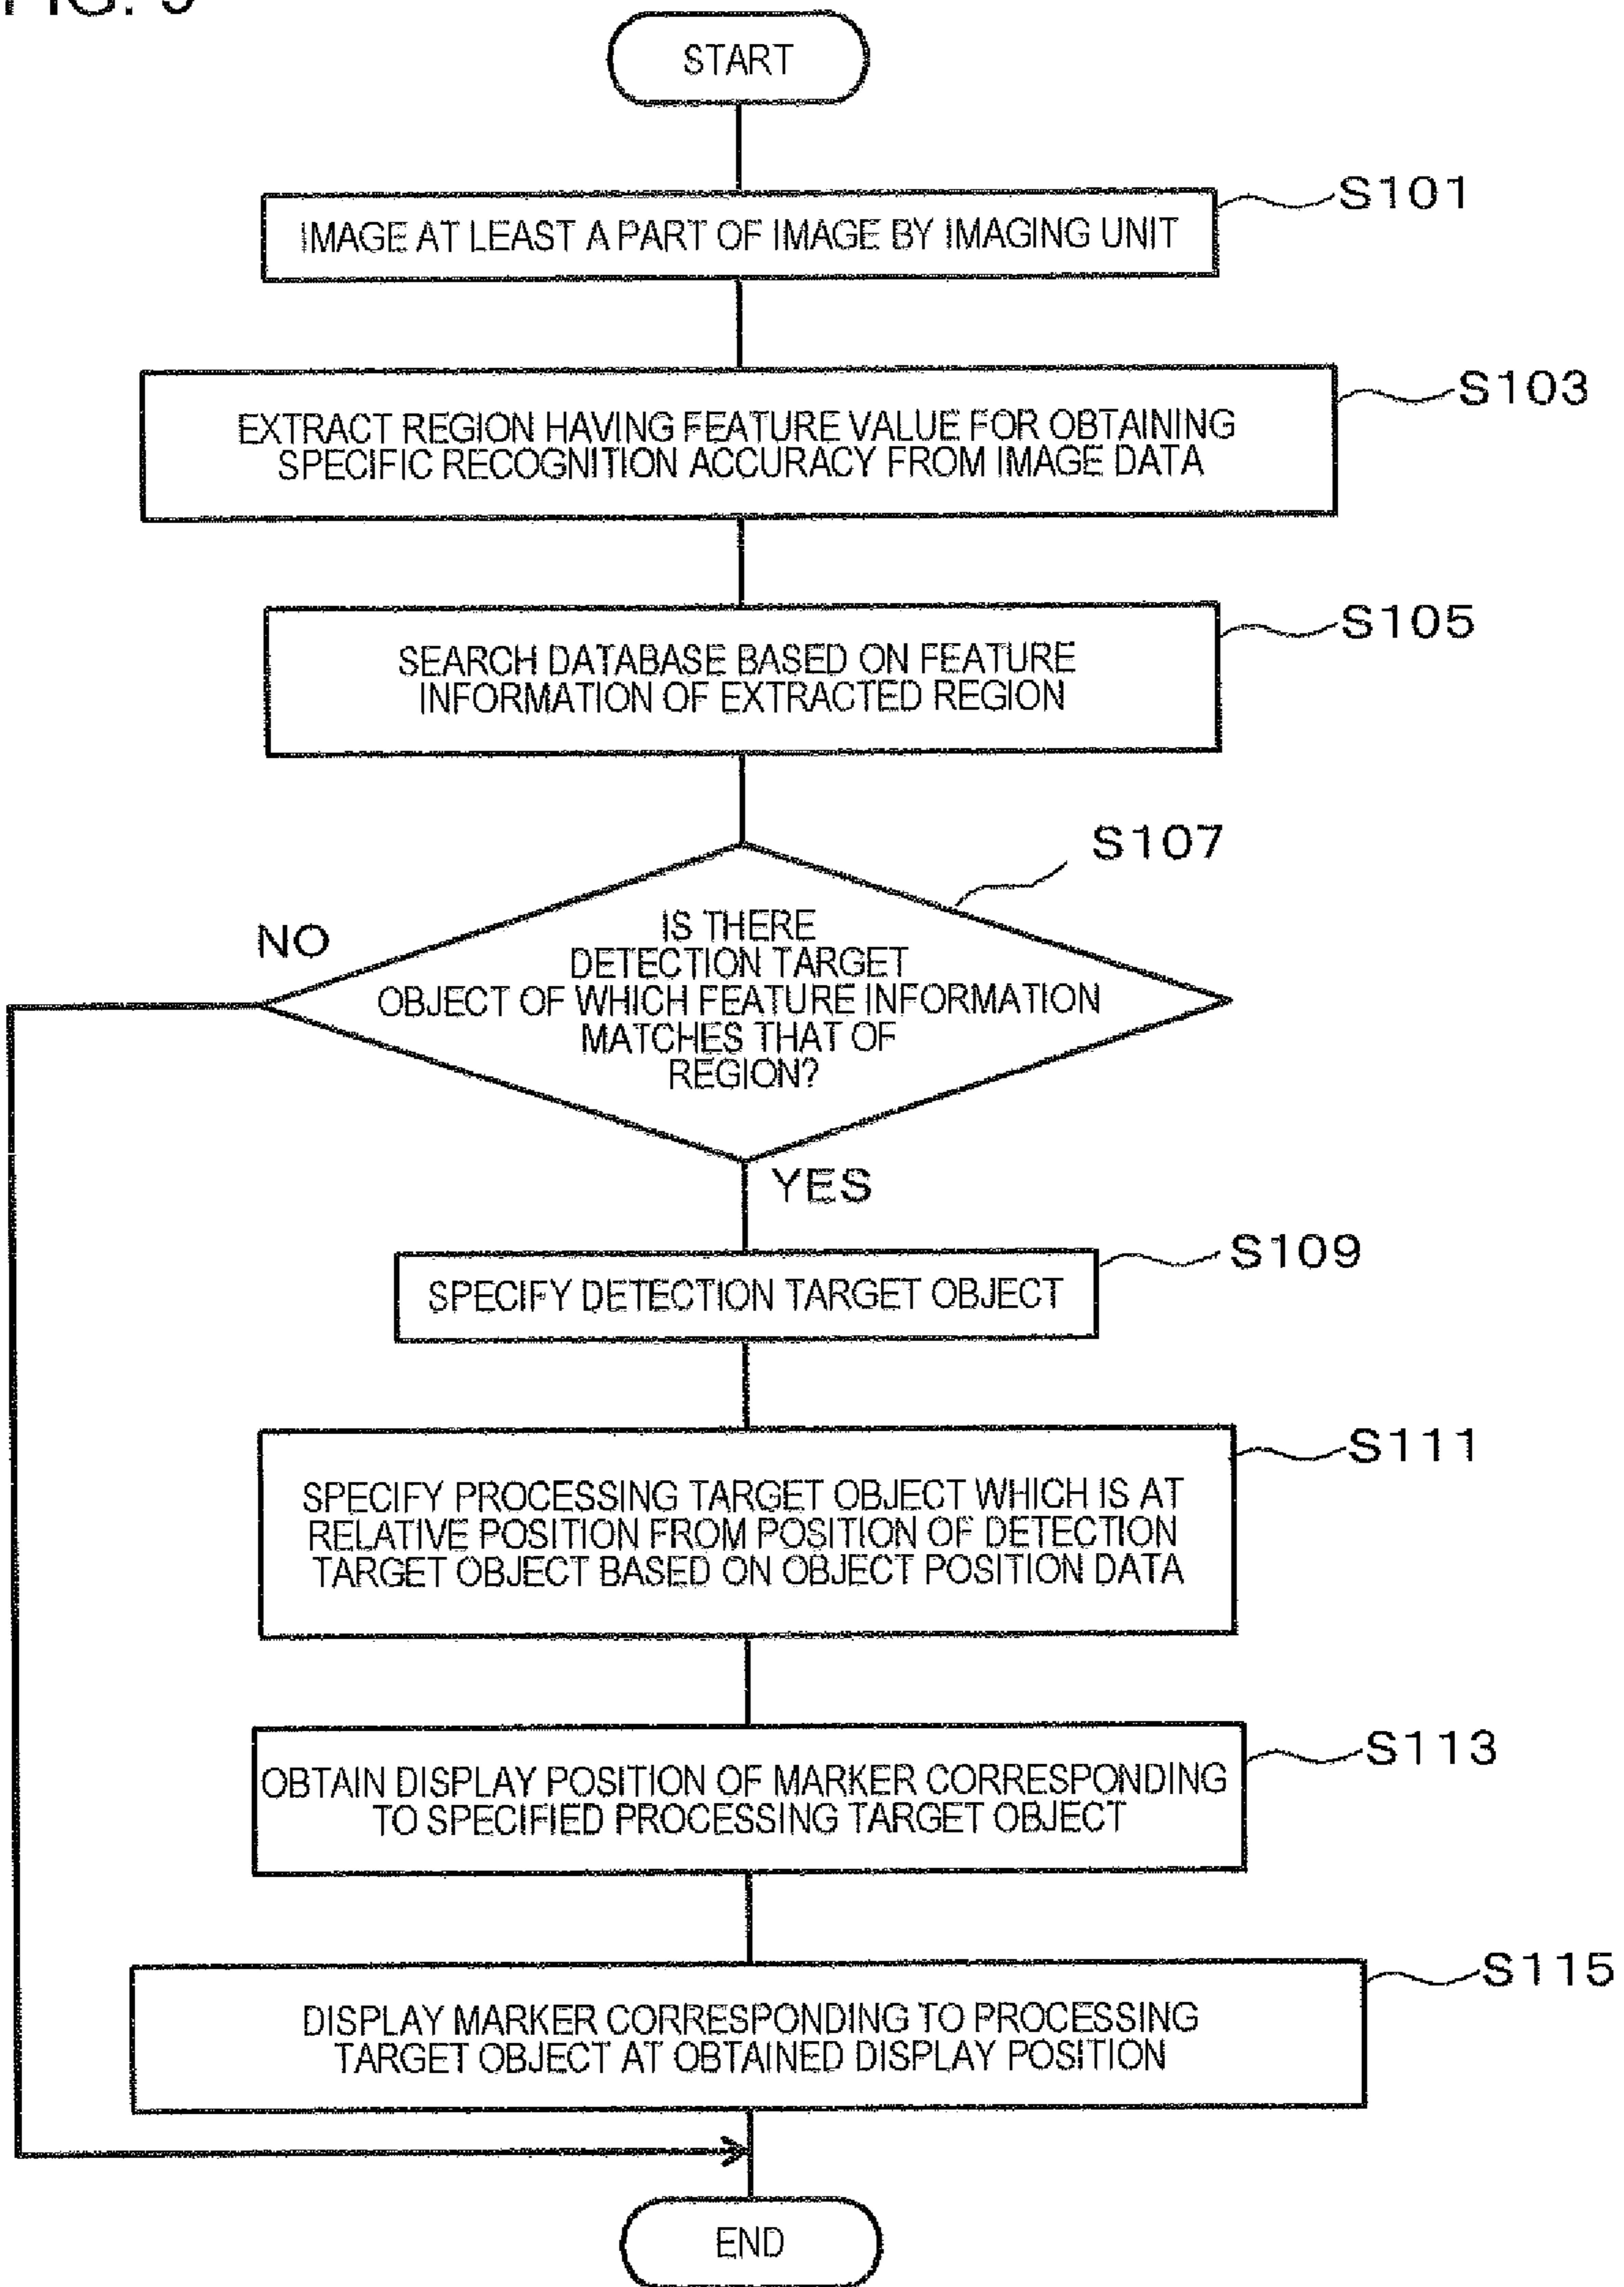 START
S101
IMAGE AT LEAST A PART OF IMAGE BY IMAGING UNIT
S103
EXTRACT REGION HAVING FEATURE VALUE FOR OBTAINING
SPECIFIC RECOGNITION ACCURACY FROM IMAGE DATA
S105
SEARCH DATABASE BASED ON FEATURE
INFORMATION OF EXTRACTED REGION
S107
NO
IS THERE
DETECTION TARGET
OBJECT OF WHICH FEATURE INFORMATION
MATCHES THAT OF
REGION?
YES
S109
SPECIFY DETECTION TARGET OBJECT
S111
SPECIFY PROCESSING TARGET OBJECT WHICH IS AT
RELATIVE POSITION FROM POSITION OF DETECTION
TARGET OBJECT BASED ON OBJECT POSITION DATA
S113
OBTAIN DISPLAY POSITION OF MARKER CORRESPONDING
TO SPECIFIED PROCESSING TARGET OBJECT
S115
DISPLAY MARKER CORRESPONDING TO PROCESSING
TARGET OBJECT AT OBTAINED DISPLAY POSITION
END